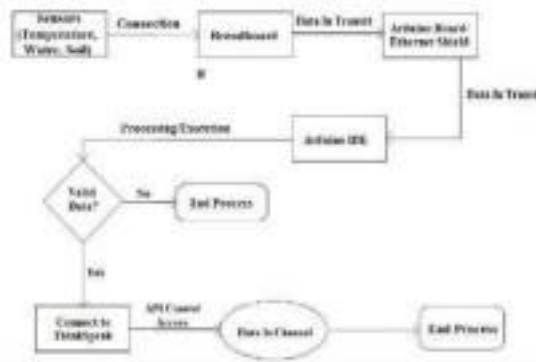 Sensors
(Temperature,
Water, Soil)
Connection
Breadboard
Data In Transit
Arduino Board/
Ethernet Shield
Data In Transit
Arduino IDE
Processing/Execution
Valid
Data?
No
End Process
Yes
Connect to
ThinkSpeak
API Control
Access
Data In Channel
End Process